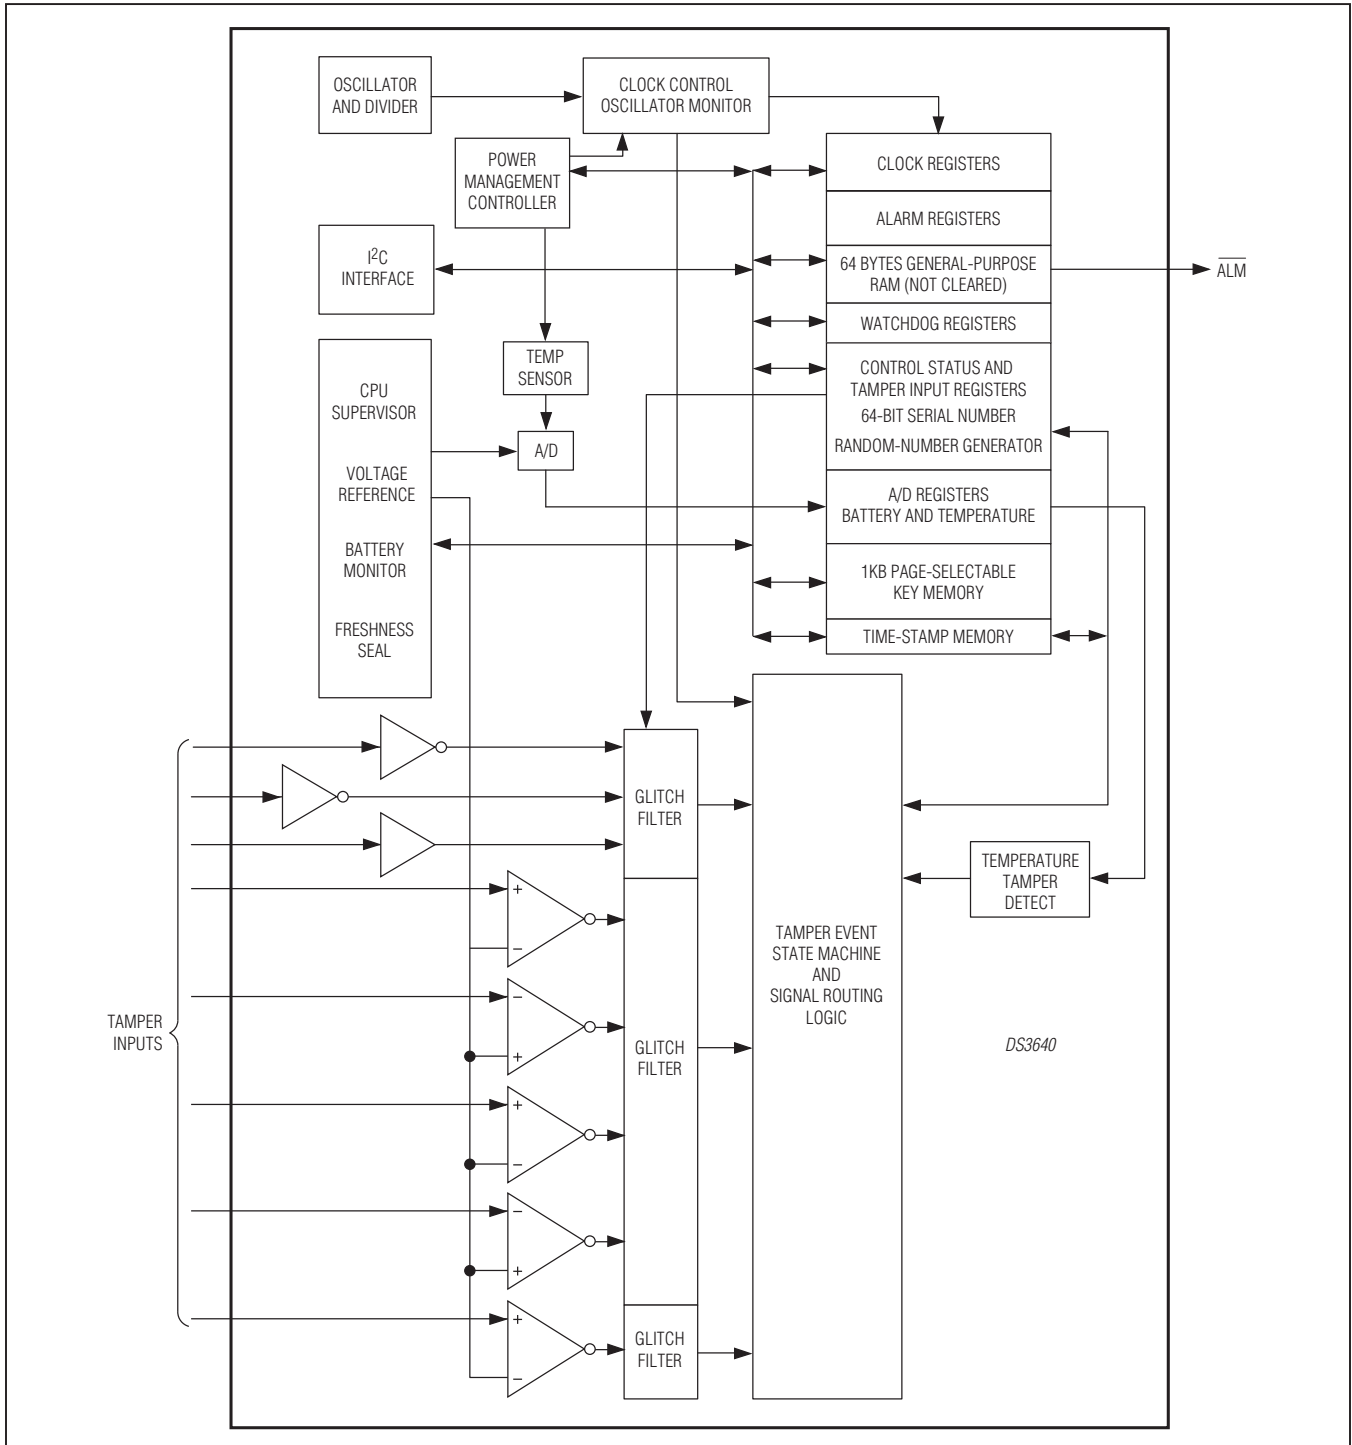 OSCILLATOR
AND DIVIDER
CLOCK CONTROL
OSCILLATOR MONITOR
POWER
MANAGEMENT
CONTROLLER
CLOCK REGISTERS
ALARM REGISTERS
I²C
INTERFACE
64 BYTES GENERAL-PURPOSE
RAM (NOT CLEARED)
ALM
WATCHDOG REGISTERS
CPU
SUPERVISOR
VOLTAGE
REFERENCE
BATTERY
MONITOR
FRESHNESS
SEAL
TEMP
SENSOR
A/D
CONTROL STATUS AND
TAMPER INPUT REGISTERS
64-BIT SERIAL NUMBER
RANDOM-NUMBER GENERATOR
A/D REGISTERS
BATTERY AND TEMPERATURE
1KB PAGE-SELECTABLE
KEY MEMORY
TIME-STAMP MEMORY
GLITCH
FILTER
TEMPERATURE
TAMPER
DETECT
+
−
TAMPER EVENT
STATE MACHINE
AND
SIGNAL ROUTING
LOGIC
−
+
TAMPER
INPUTS
GLITCH
FILTER
DS3640
+
−
−
+
+
−
GLITCH
FILTER